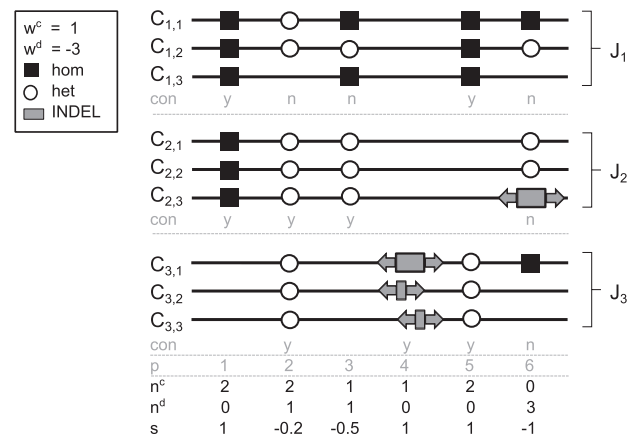 w^c = 1
w^d = -3
hom
het
INDEL
C1,1
C1,2
C1,3
J1
con y n n y n
C2,1
C2,2
C2,3
J2
con y y y n
C3,1
C3,2
C3,3
J3
con y y y n
p 1 2 3 4 5 6
n^c 2 2 1 1 2 0
n^d 0 1 1 0 0 3
s 1 -0.2 -0.5 1 1 -1